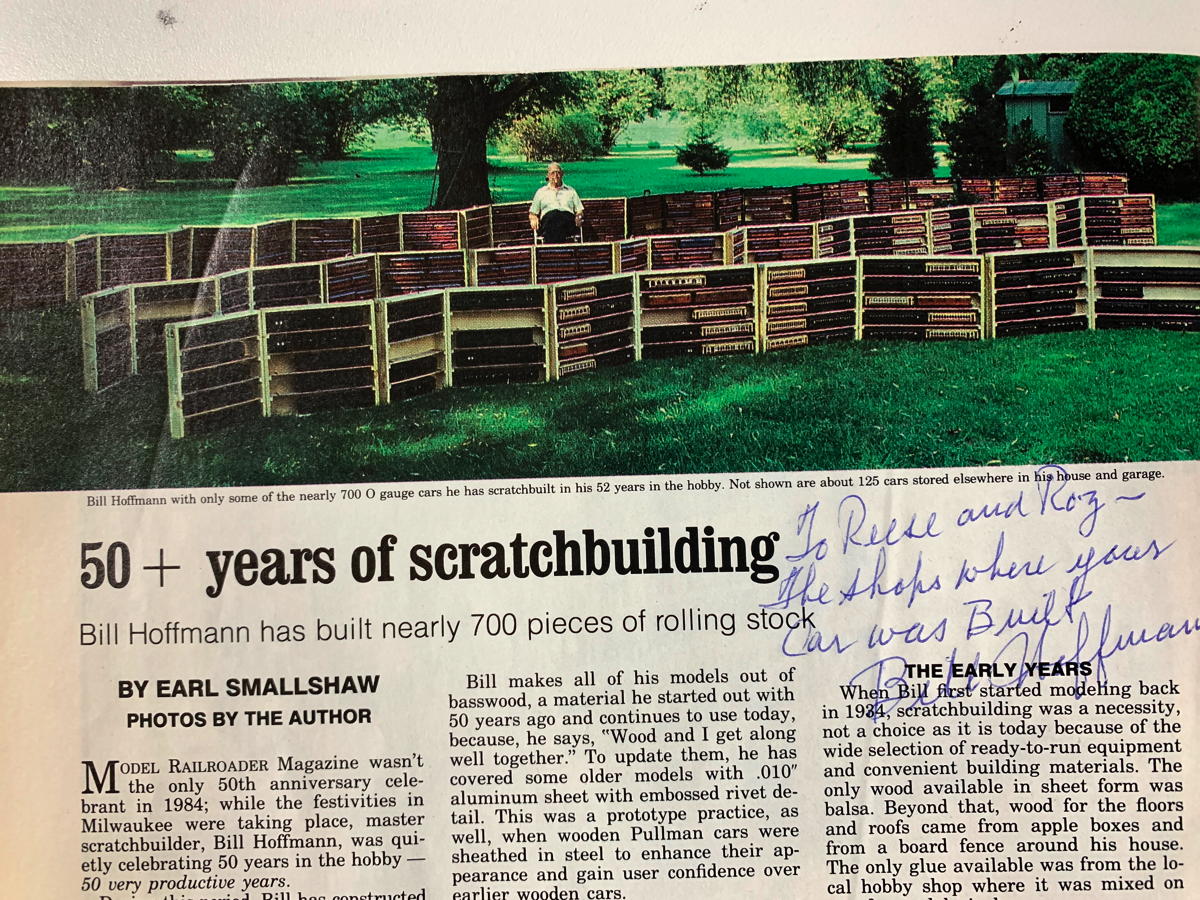 Bill Hoffmann with only some of the nearly 700 O gauge cars he has scratchbuilt in his 52 years in the hobby. Not shown are about 125 cars stored elsewhere in his house and garage.
To Reese and Roz —
The shops where your
Car was Built
Bill Hoffmann
50+ years of scratchbuilding
Bill Hoffmann has built nearly 700 pieces of rolling stock
BY EARL SMALLSHAW
PHOTOS BY THE AUTHOR
MODEL RAILROADER Magazine wasn't
the only 50th anniversary cele-
brant in 1984; while the festivities in
Milwaukee were taking place, master
scratchbuilder, Bill Hoffmann, was qui-
etly celebrating 50 years in the hobby —
50 very productive years.
During this period, Bill has constructed
Bill makes all of his models out of
basswood, a material he started out with
50 years ago and continues to use today,
because, he says, "Wood and I get along
well together." To update them, he has
covered some older models with .010"
aluminum sheet with embossed rivet de-
tail. This was a prototype practice, as
well, when wooden Pullman cars were
sheathed in steel to enhance their ap-
pearance and gain user confidence over
earlier wooden cars.
THE EARLY YEARS
When Bill first started modeling back
in 1934, scratchbuilding was a necessity,
not a choice as it is today because of the
wide selection of ready-to-run equipment
and convenient building materials. The
only wood available in sheet form was
balsa. Beyond that, wood for the floors
and roofs came from apple boxes and
from a board fence around his house.
The only glue available was from the lo-
cal hobby shop where it was mixed on